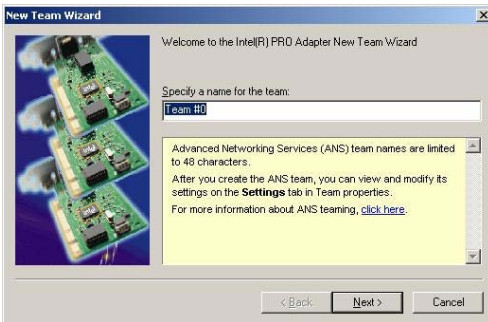 New Team Wizard
Welcome to the Intel(R) PRO Adapter New Team Wizard
Specify a name for the team:
Team #0
Advanced Networking Services (ANS) team names are limited
to 48 characters.
After you create the ANS team, you can view and modify its
settings on the Settings tab in Team properties.
For more information about ANS teaming, click here.
< Back
Next >
Cancel